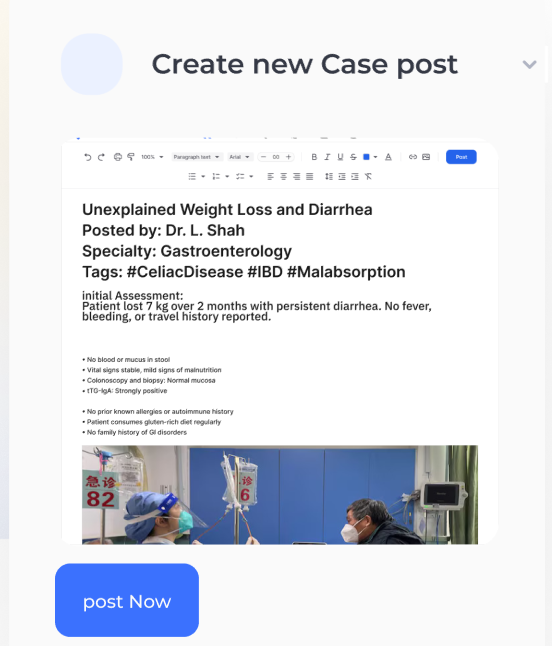 Create new Case post
100%
Paragraph text
Arial
− 00 +
B I U S A
Post
Unexplained Weight Loss and Diarrhea
Posted by: Dr. L. Shah
Specialty: Gastroenterology
Tags: #CeliacDisease #IBD #Malabsorption
initial Assessment:
Patient lost 7 kg over 2 months with persistent diarrhea. No fever,
bleeding, or travel history reported.
• No blood or mucus in stool
• Vital signs stable, mild signs of malnutrition
• Colonoscopy and biopsy: Normal mucosa
• tTG-IgA: Strongly positive
• No prior known allergies or autoimmune history
• Patient consumes gluten-rich diet regularly
• No family history of GI disorders
急诊
82
急诊
6
post Now